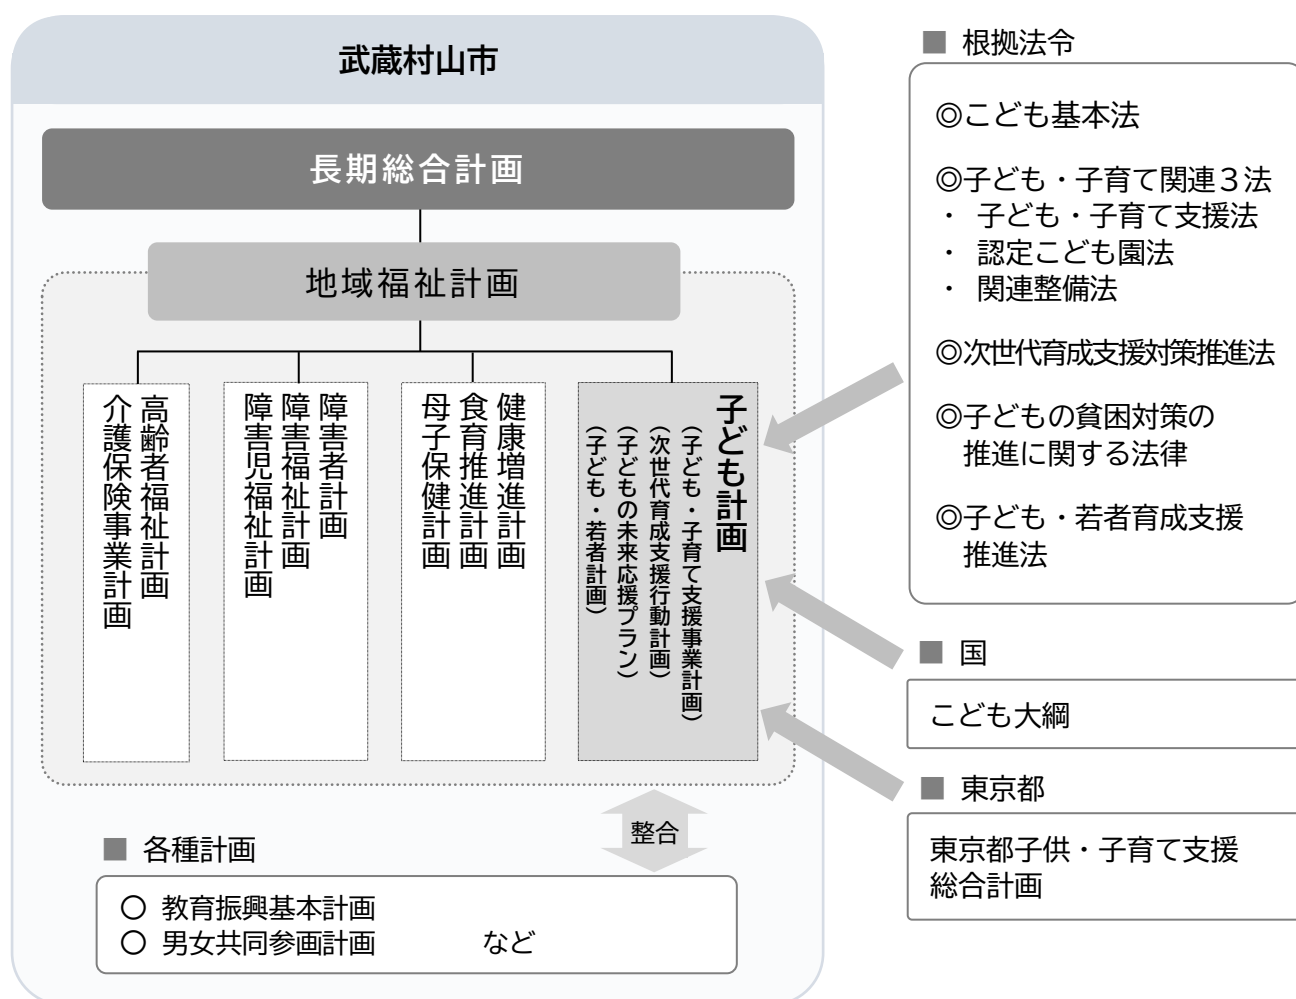 武蔵村山市
長期総合計画
地域福祉計画
高齢者福祉計画
介護保険事業計画
障害者計画
障害福祉計画
障害児福祉計画
健康増進計画
食育推進計画
母子保健計画
子ども計画
(子ども・子育て支援事業計画)
(次世代育成支援行動計画)
(子どもの未来応援プラン)
(子ども・若者計画)
整合
■ 各種計画
○ 教育振興基本計画
○ 男女共同参画計画 など
■ 根拠法令
◎こども基本法
◎子ども・子育て関連3法
・ 子ども・子育て支援法
・ 認定こども園法
・ 関連整備法
◎次世代育成支援対策推進法
◎子どもの貧困対策の
推進に関する法律
◎子ども・若者育成支援
推進法
■ 国
こども大綱
■ 東京都
東京都子供・子育て支援
総合計画